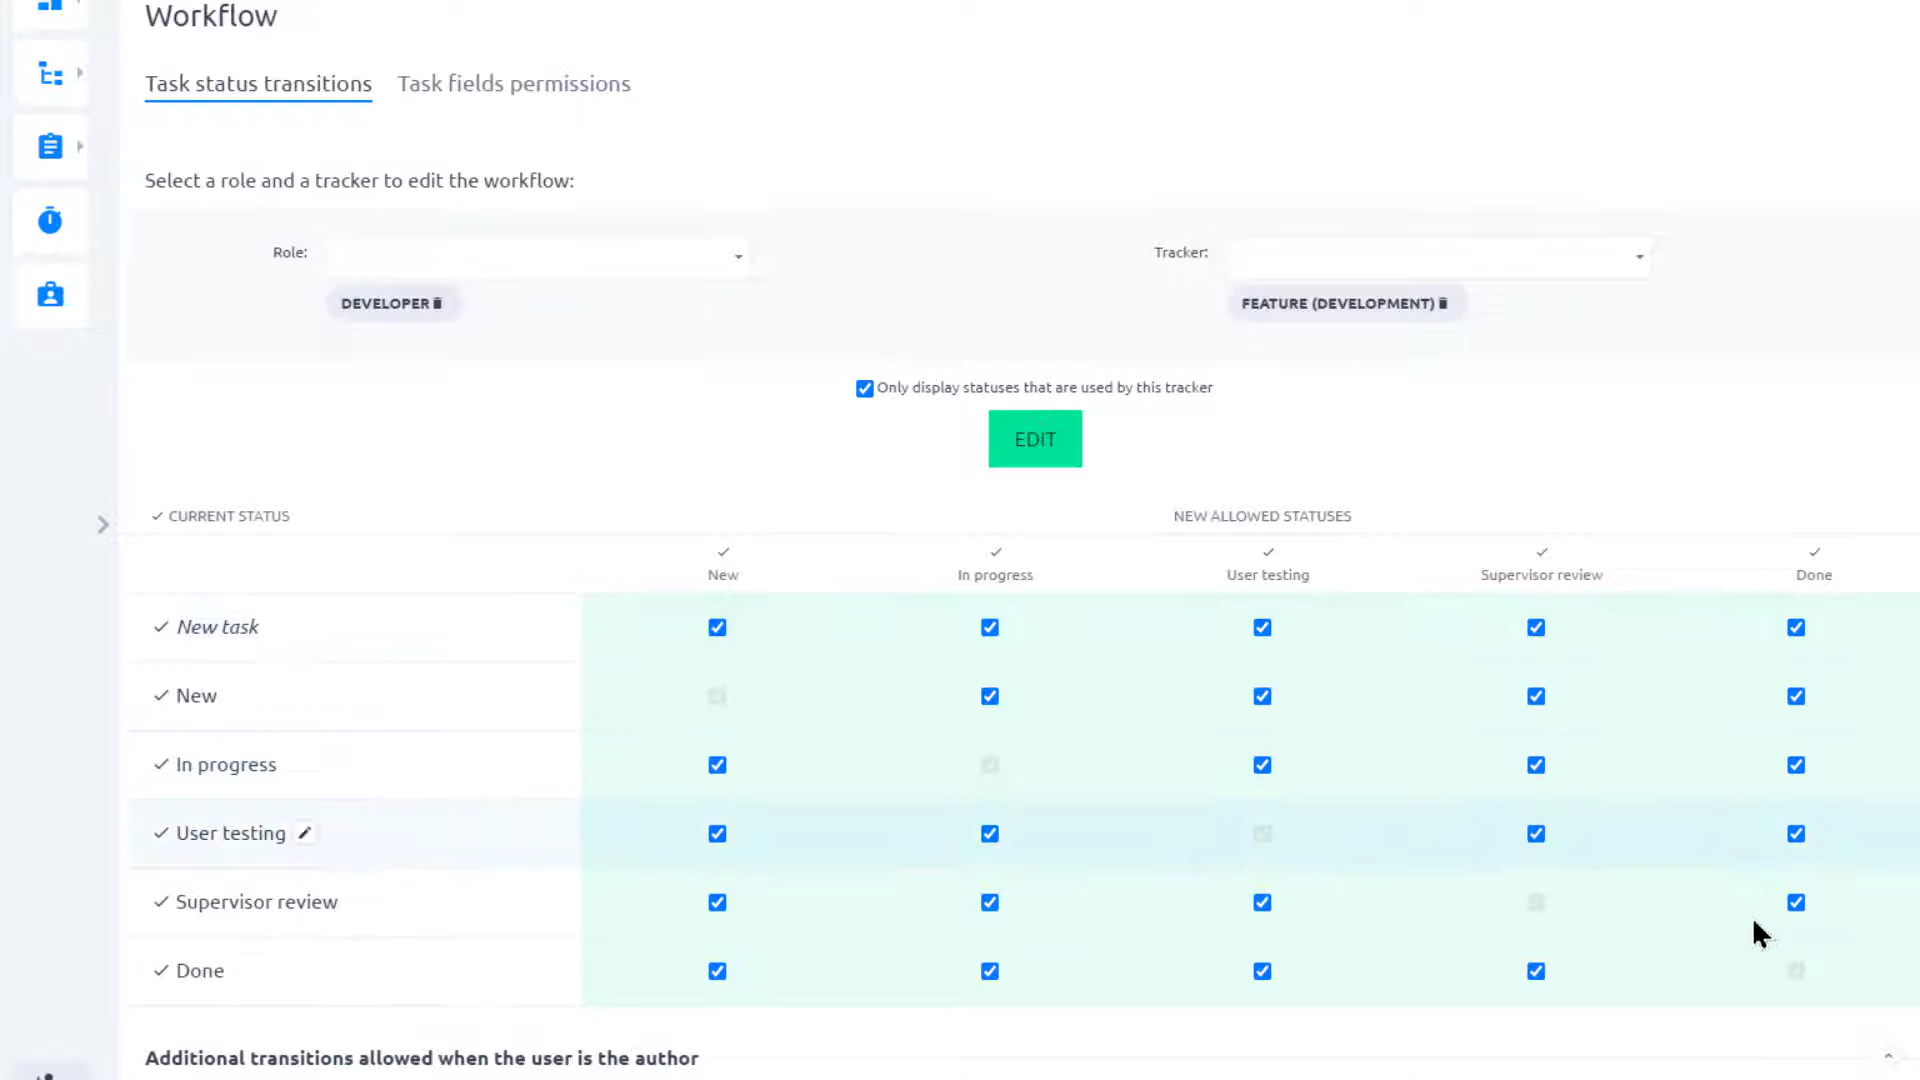 Workflow
Task status transitions Task fields permissions
Select a role and a tracker to edit the workflow:
Role: Tracker:
DEVELOPER FEATURE (DEVELOPMENT)
Only display statuses that are used by this tracker
EDIT
CURRENT STATUS NEW ALLOWED STATUSES
New In progress User testing Supervisor review Done
New task
New
In progress
User testing
Supervisor review
Done
Additional transitions allowed when the user is the author